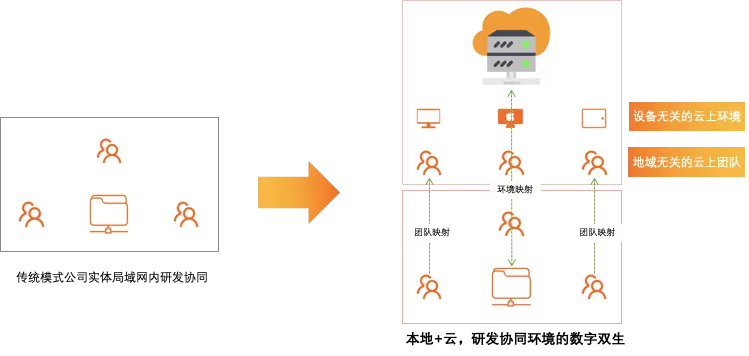 设备无关的云上环境
地域无关的云上团队
环境映射
团队映射
团队映射
传统模式公司实体局域网内研发协同
本地+云，研发协同环境的数字双生